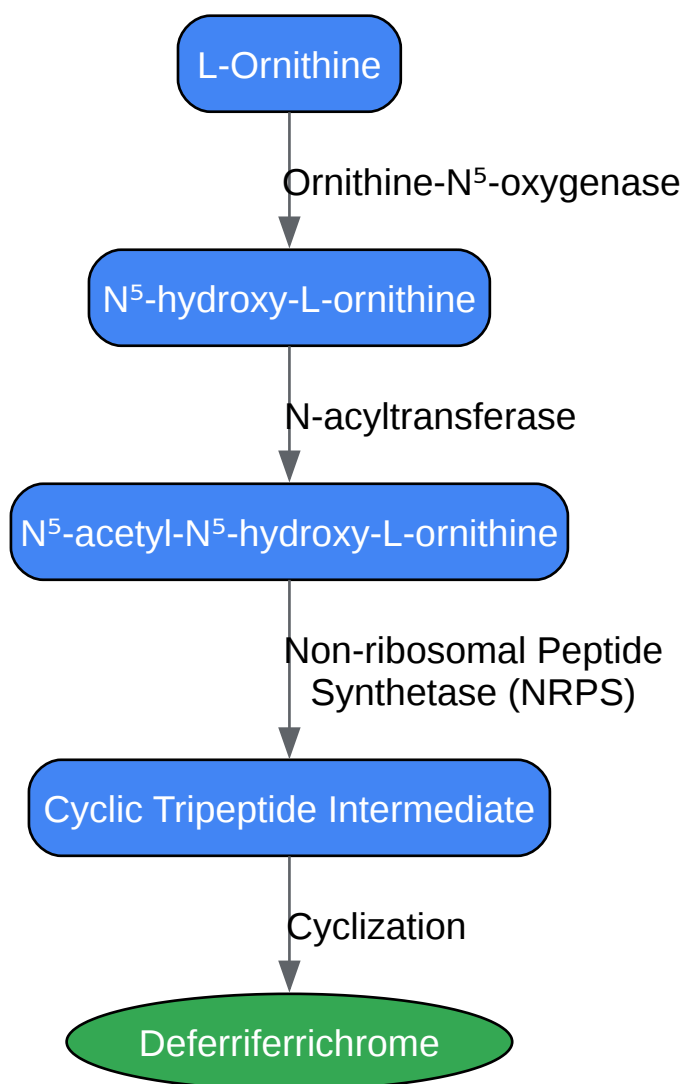 L-Ornithine
Ornithine-N⁵-oxygenase
N⁵-hydroxy-L-ornithine
N-acyltransferase
N⁵-acetyl-N⁵-hydroxy-L-ornithine
Non-ribosomal Peptide
Synthetase (NRPS)
Cyclic Tripeptide Intermediate
Cyclization
Deferriferrichrome